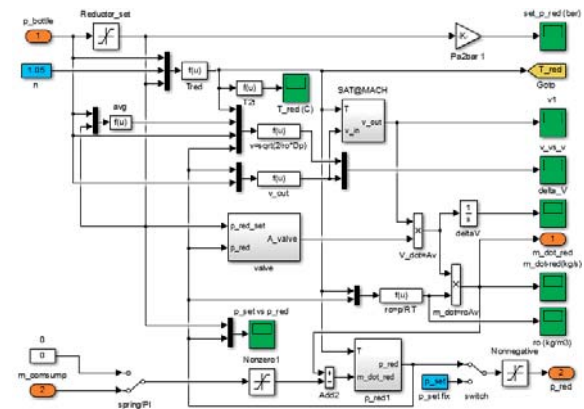 p_bottle
1
Reductor_set
K-
Pa2bar 1
set_p_red (bar)
1.05
n
f(u)
Tred
T_red
Goto
f(u)
T2t
T_red (C)
avg
f(u)
SAT@MACH
T
v_in
v_out
v1
f(u)
v=sqrt(2/ro*Dp)
v_vs_v
f(u)
v_out
delta_V
p_red_set
p_red
A_valve
valve
×
V_dot=Av
1
s
deltaV
1
m_dot_red
m_dot-red(kg/s)
×
m_dot=roAv
f(u)
ro=p/RT
p_set vs p_red
ro (kg/m3)
0
0
m_comsump
2
spring/PI
Nonzero1
Add2
T
m_dot_red
p_red
p_red1
p_set
p_set fix
switch
Nonnegative
2
p_red